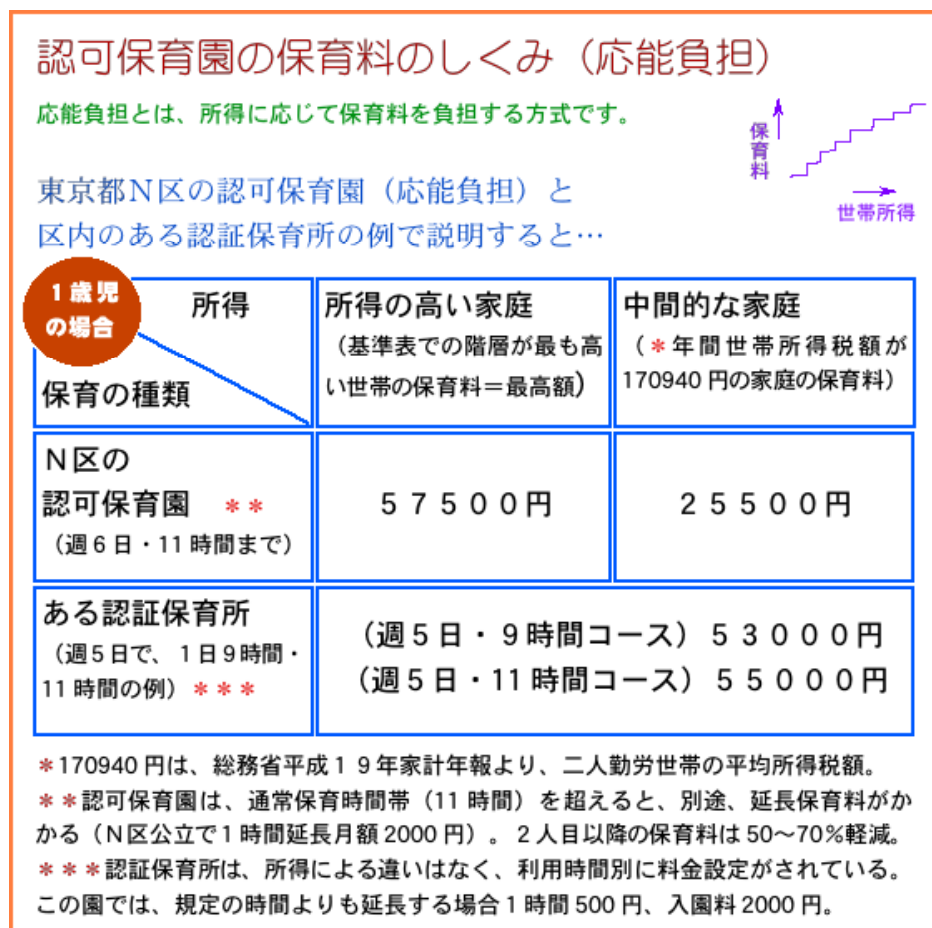 認可保育園の保育料のしくみ（応能負担）
応能負担とは、所得に応じて保育料を負担する方式です。
保育料
世帯所得
東京都Ｎ区の認可保育園（応能負担）と
区内のある認証保育所の例で説明すると…
１歳児
の場合
所得
保育の種類
所得の高い家庭
（基準表での階層が最も高
い世帯の保育料＝最高額）
中間的な家庭
（＊年間世帯所得税額が
170940円の家庭の保育料）
Ｎ区の
認可保育園　＊＊
（週６日・11時間まで）
５７５００円
２５５００円
ある認証保育所
（週５日で、１日９時間・
11時間の例）＊＊＊
（週５日・９時間コース）５３０００円
（週５日・11時間コース）５５０００円
＊170940円は、総務省平成１９年家計年報より、二人勤労世帯の平均所得税額。
＊＊認可保育園は、通常保育時間帯（11時間）を超えると、別途、延長保育料がか
かる（Ｎ区公立で１時間延長月額2000円）。２人目以降の保育料は50〜70％軽減。
＊＊＊認証保育所は、所得による違いはなく、利用時間別に料金設定がされている。
この園では、規定の時間よりも延長する場合１時間500円、入園料2000円。